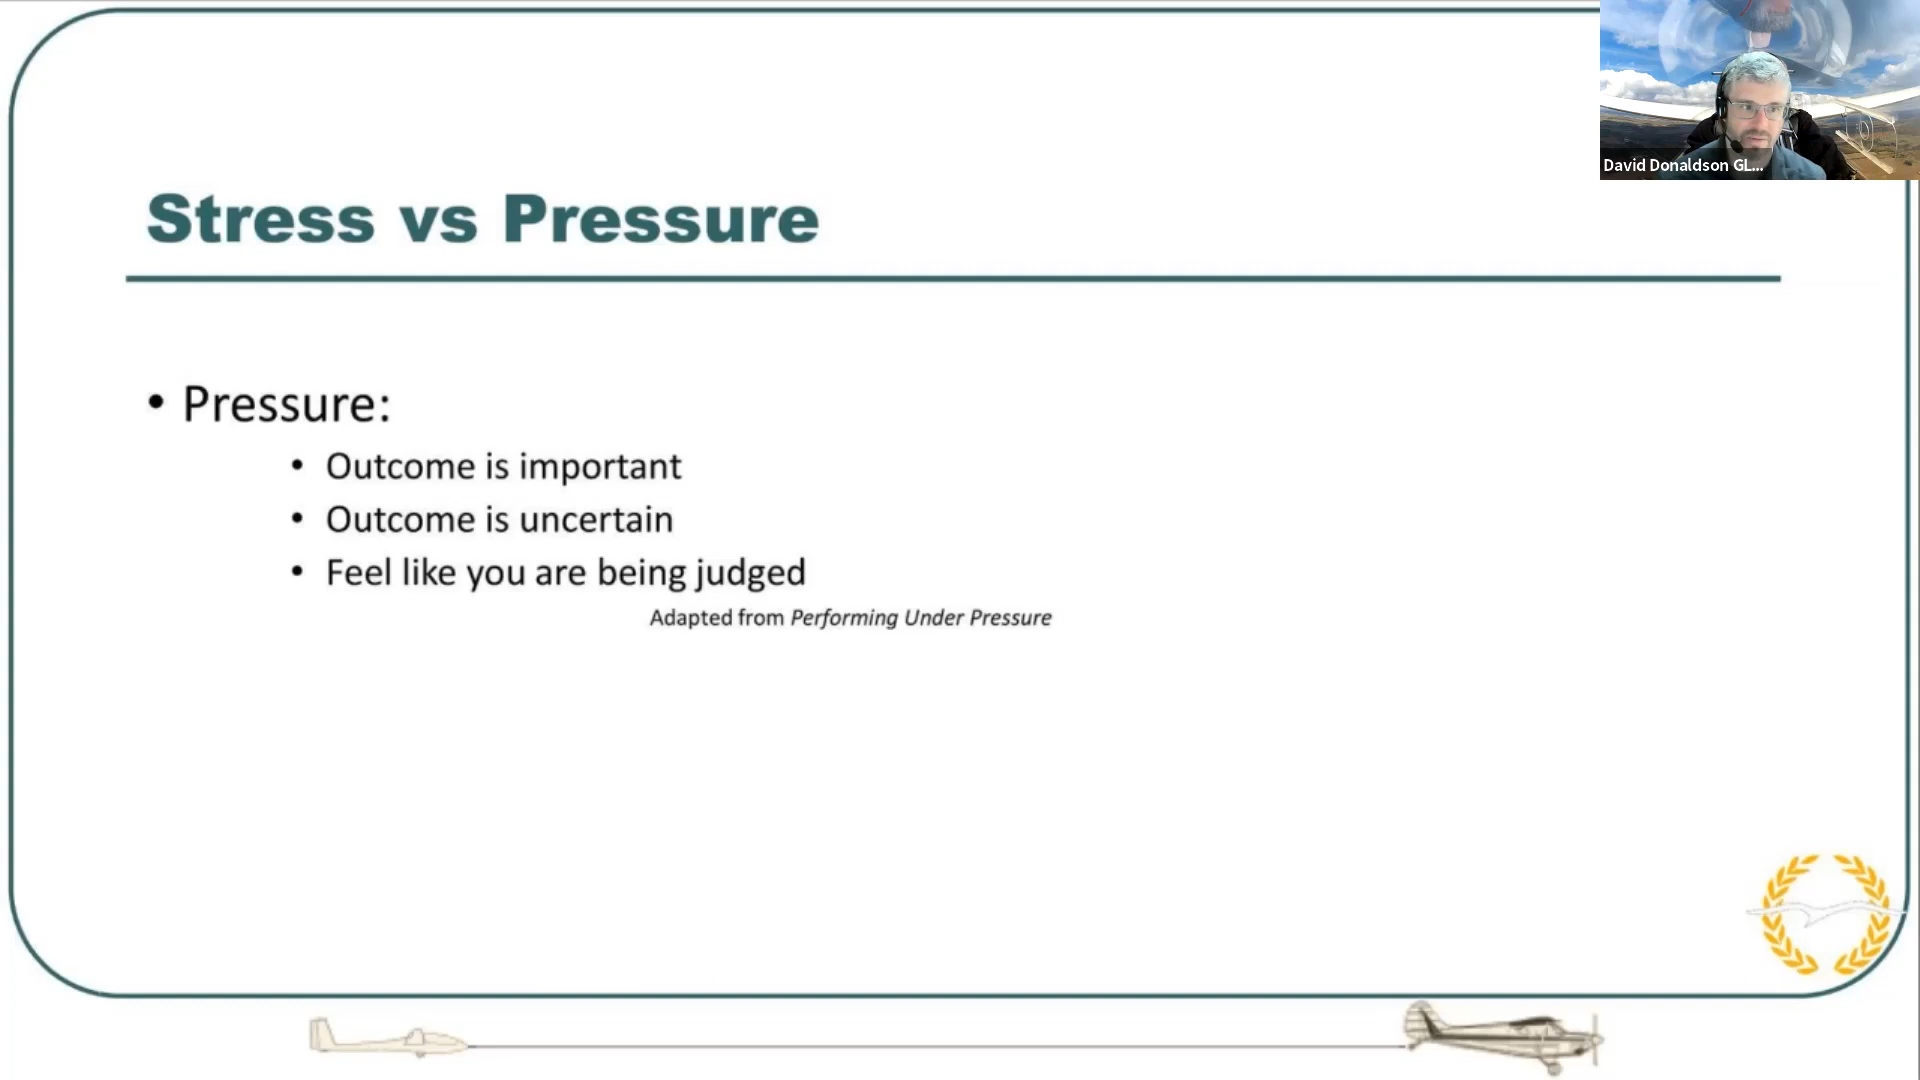 David Donaldson GL...
Stress vs Pressure
• Pressure:
• Outcome is important
• Outcome is uncertain
• Feel like you are being judged
Adapted from Performing Under Pressure